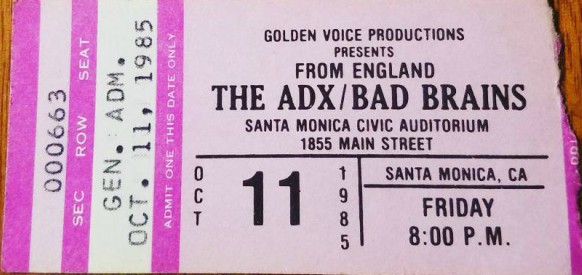 000663
SEC ROW SEAT
GEN. ADM.
OCT. 11, 1985
ADMIT ONE THIS DATE ONLY
GOLDEN VOICE PRODUCTIONS
PRESENTS
FROM ENGLAND
THE ADX/BAD BRAINS
SANTA MONICA CIVIC AUDITORIUM
1855 MAIN STREET
OCT
11
1985
SANTA MONICA, CA
FRIDAY
8:00 P.M.